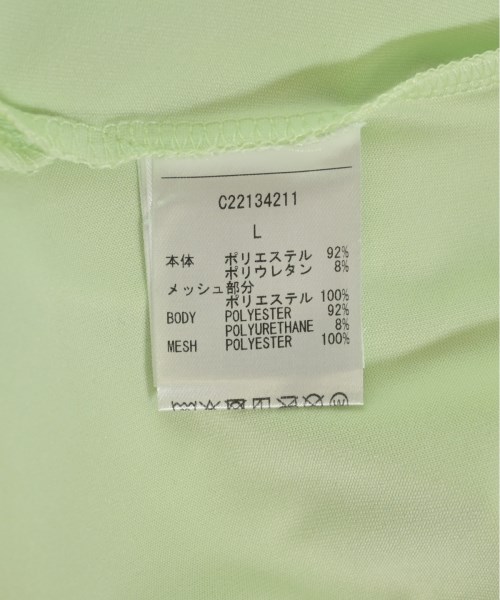 C22134211
L
本体 ポリエステル 92%
ポリウレタン 8%
メッシュ部分
ポリエステル 100%
BODY POLYESTER 92%
POLYURETHANE 8%
MESH POLYESTER 100%